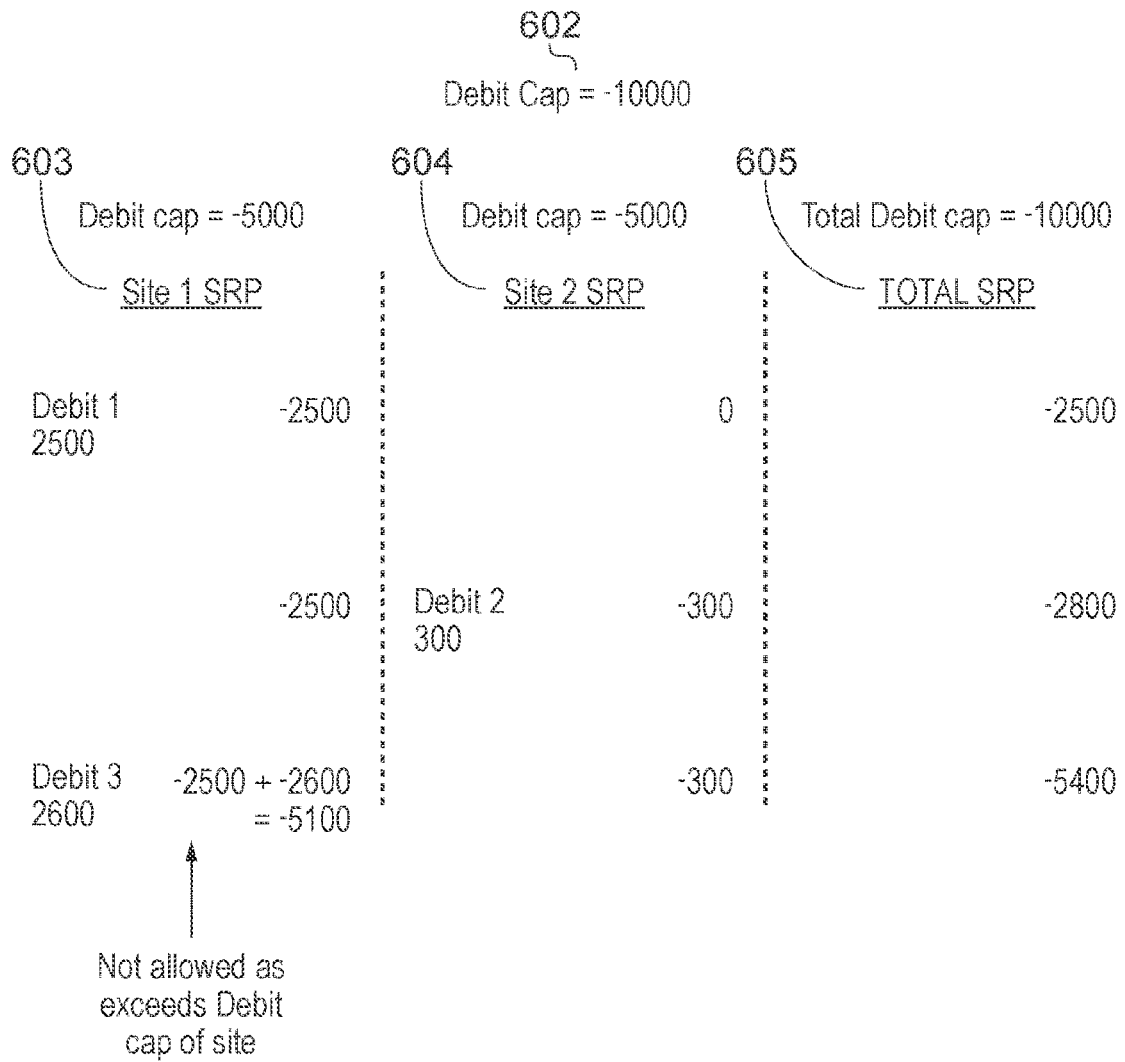 602
Debit Cap = -10000
603
604
605
Debit cap = -5000
Debit cap = -5000
Total Debit cap = -10000
Site 1 SRP
Site 2 SRP
TOTAL SRP
Debit 1
2500
-2500
0
-2500
-2500
Debit 2
300
-300
-2800
Debit 3
2600
-2500 + -2600
= -5100
-300
-5400
Not allowed as
exceeds Debit
cap of site